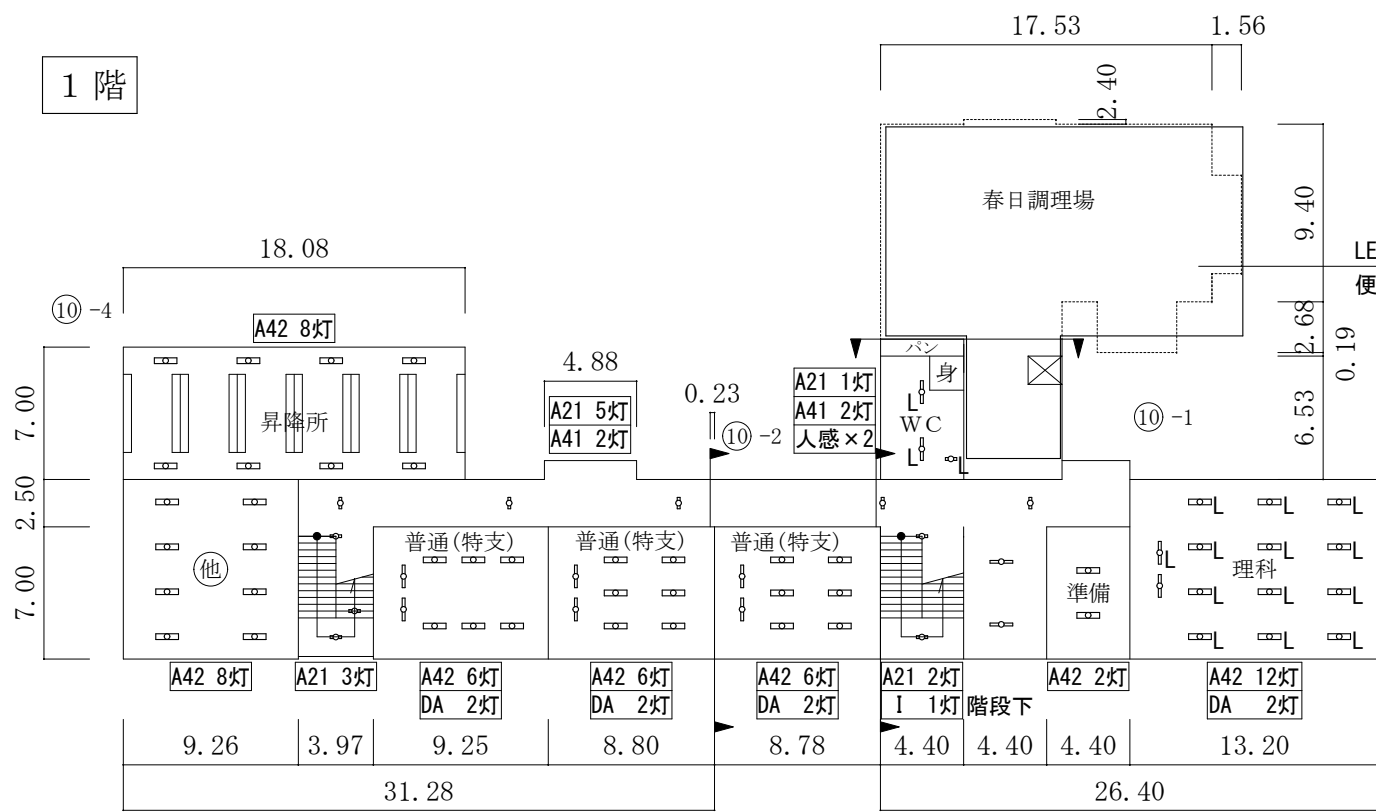 17.53
1.56
1 階
2.40
春日調理場
9.40
18.08
LE
便
⑩-4
A42 8灯
2.68
0.19
パン
4.88
身
A21 1灯
0.23
A21 5灯
A41 2灯
7.00
6.53
昇降所
A41 2灯
⑩-2
人感×2
L
WC
⑩-1
L
L
2.50
L
L
L
普通(特支)
普通(特支)
普通(特支)
L
L
L
L
他
理科
7.00
準備
L
L
L
L
L
L
A42 8灯
A21 3灯
A42 6灯
A42 6灯
A42 6灯
A21 2灯
A42 2灯
A42 12灯
DA 2灯
DA 2灯
DA 2灯
I 1灯
階段下
DA 2灯
9.26
3.97
9.25
8.80
8.78
4.40
4.40
4.40
13.20
31.28
26.40